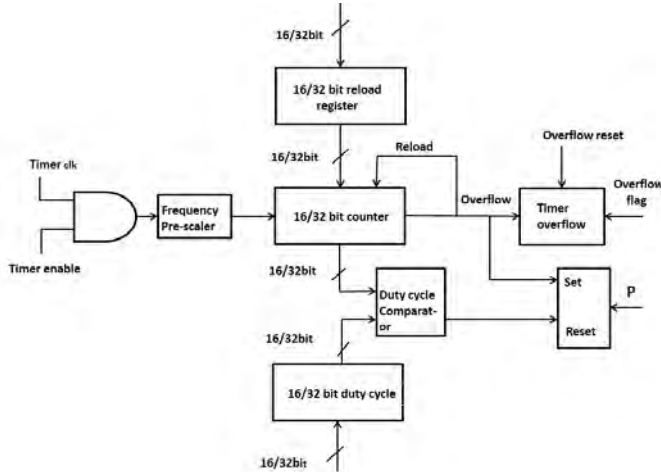 16/32bit
16/32 bit reload
register
16/32bit
Reload
Overflow reset
Timer clk
Frequency
Pre-scaler
16/32 bit counter
Overflow
Timer
overflow
Overflow
flag
Timer enable
16/32bit
Duty cycle
Comparat-
or
Set
P
Reset
16/32bit
16/32 bit duty cycle
16/32bit